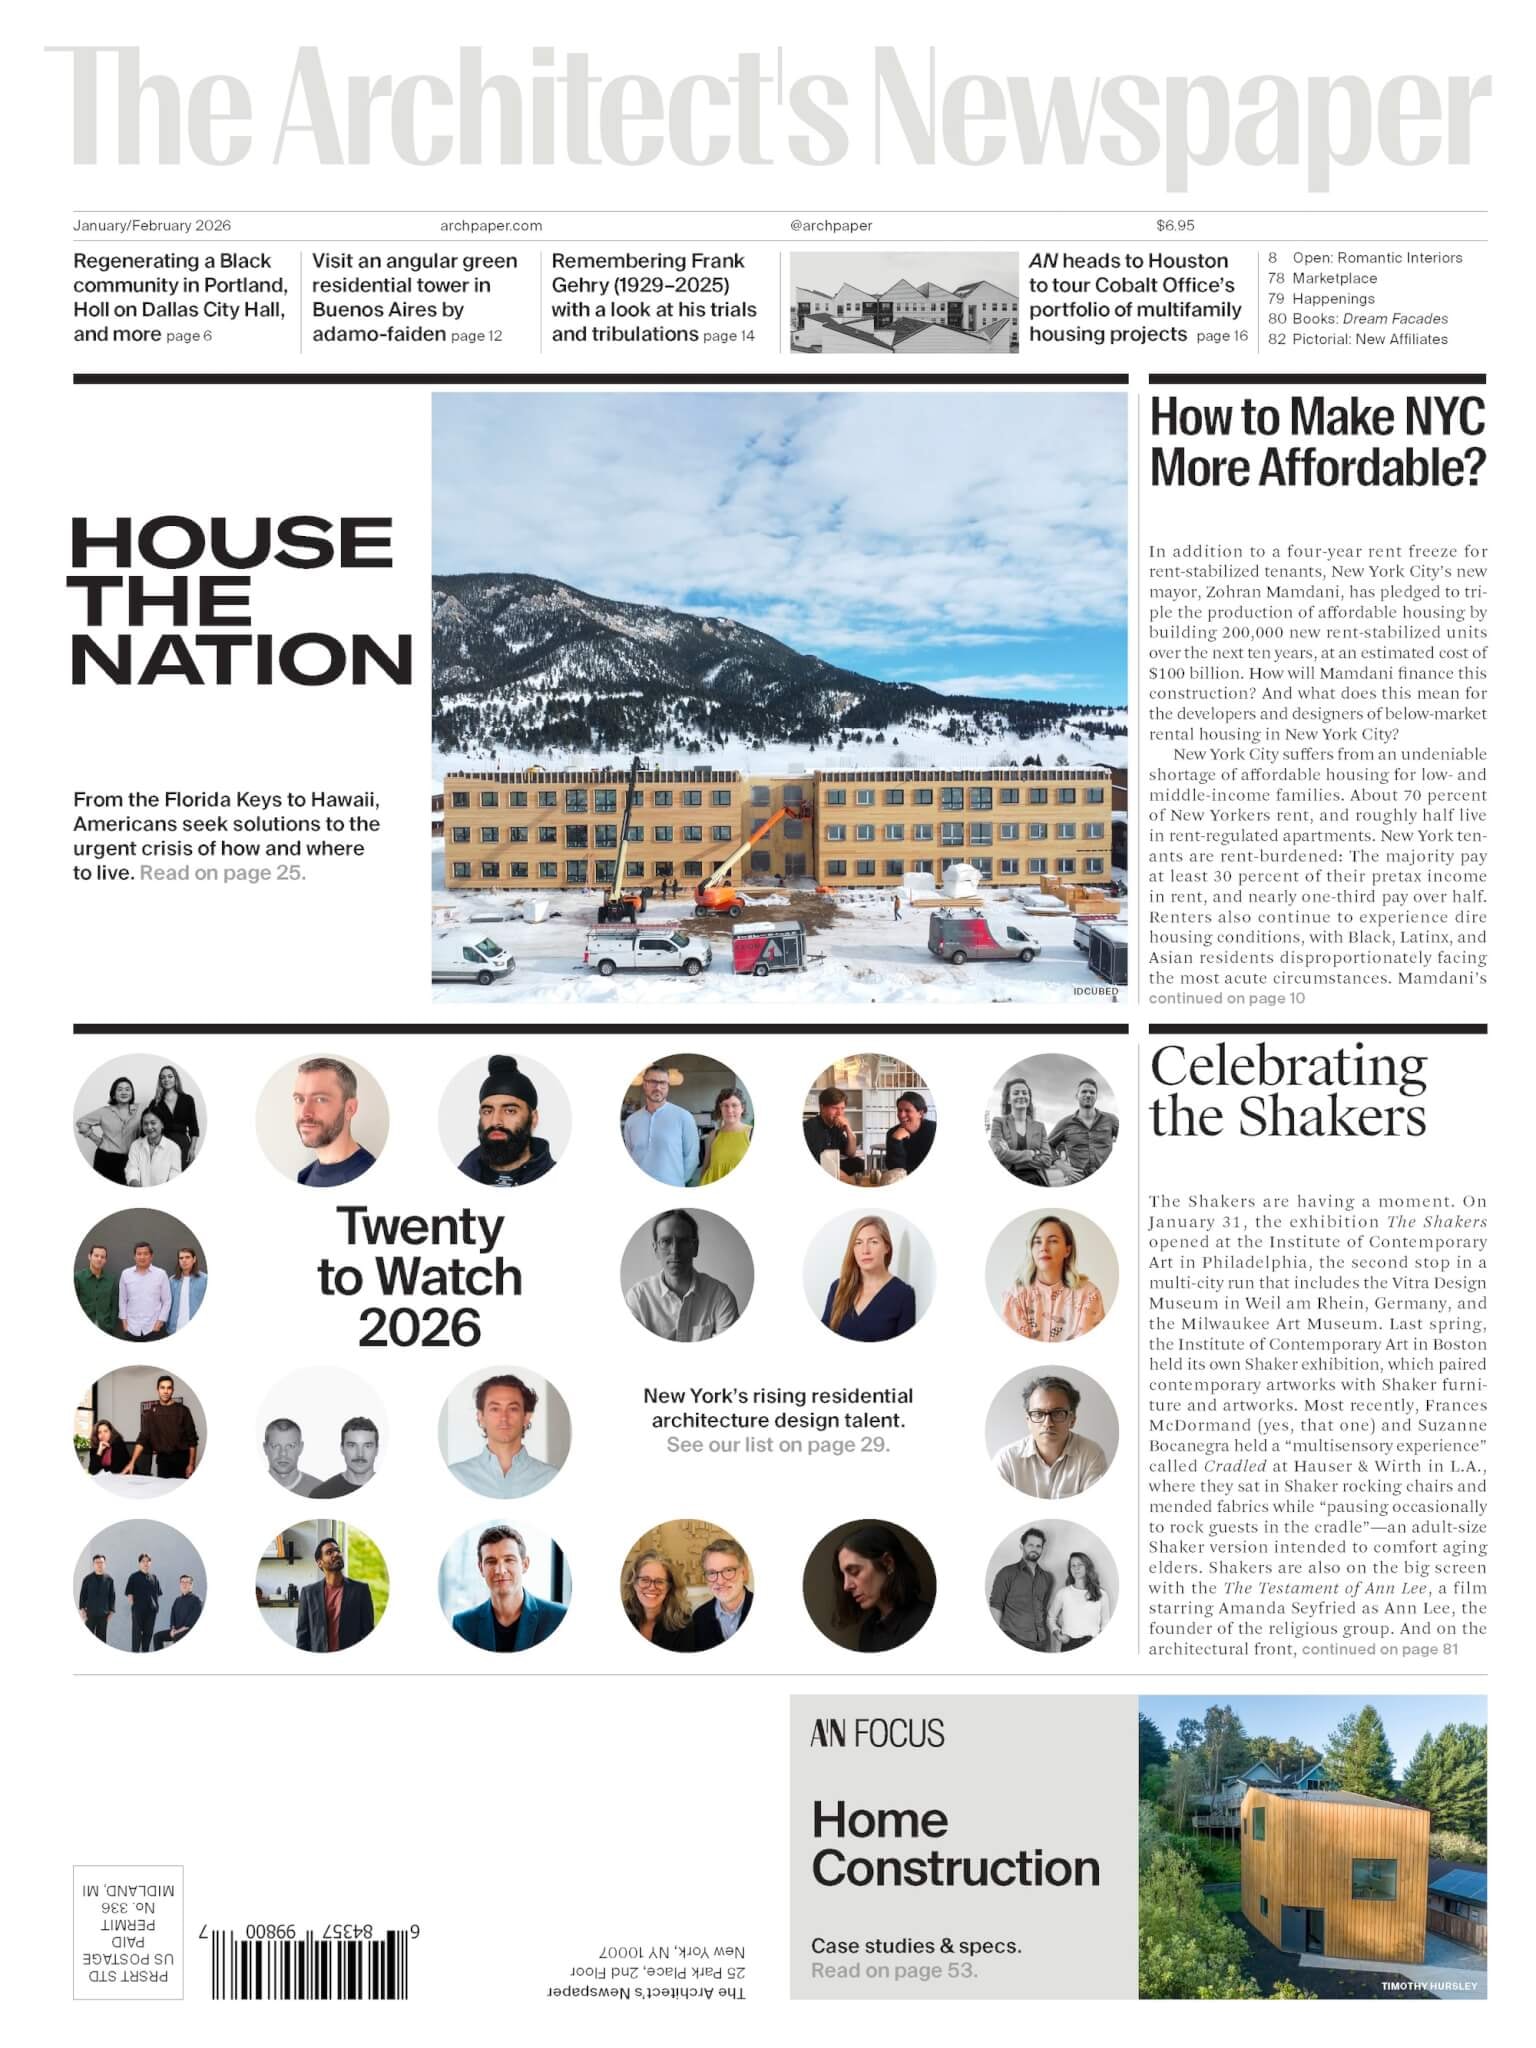 The Architect's Newspaper
January/February 2026
archpaper.com
@archpaper
$6.95
Regenerating a Black
community in Portland,
Holl on Dallas City Hall,
and more page 6
Visit an angular green
residential tower in
Buenos Aires by
adamo-faiden page 12
Remembering Frank
Gehry (1929–2025)
with a look at his trials
and tribulations page 14
AN heads to Houston
to tour Cobalt Office's
portfolio of multifamily
housing projects page 16
8 Open: Romantic Interiors
78 Marketplace
79 Happenings
80 Books: Dream Facades
82 Pictorial: New Affiliates
HOUSE
THE
NATION
From the Florida Keys to Hawaii,
Americans seek solutions to the
urgent crisis of how and where
to live. Read on page 25.
IDCUBED
How to Make NYC
More Affordable?
In addition to a four-year rent freeze for
rent-stabilized tenants, New York City's new
mayor, Zohran Mamdani, has pledged to tri-
ple the production of affordable housing by
building 200,000 new rent-stabilized units
over the next ten years, at an estimated cost of
$100 billion. How will Mamdani finance this
construction? And what does this mean for
the developers and designers of below-market
rental housing in New York City?
New York City suffers from an undeniable
shortage of affordable housing for low- and
middle-income families. About 70 percent
of New Yorkers rent, and roughly half live
in rent-regulated apartments. New York ten-
ants are rent-burdened: The majority pay
at least 30 percent of their pretax income
in rent, and nearly one-third pay over half.
Renters also continue to experience dire
housing conditions, with Black, Latinx, and
Asian residents disproportionately facing
the most acute circumstances. Mamdani's
continued on page 10
Twenty
to Watch
2026
New York's rising residential
architecture design talent.
See our list on page 29.
Celebrating
the Shakers
The Shakers are having a moment. On
January 31, the exhibition The Shakers
opened at the Institute of Contemporary
Art in Philadelphia, the second stop in a
multi-city run that includes the Vitra Design
Museum in Weil am Rhein, Germany, and
the Milwaukee Art Museum. Last spring,
the Institute of Contemporary Art in Boston
held its own Shaker exhibition, which paired
contemporary artworks with Shaker furni-
ture and artworks. Most recently, Frances
McDormand (yes, that one) and Suzanne
Bocanegra held a “multisensory experience”
called Cradled at Hauser & Wirth in L.A.,
where they sat in Shaker rocking chairs and
mended fabrics while “pausing occasionally
to rock guests in the cradle”—an adult-size
Shaker version intended to comfort aging
elders. Shakers are also on the big screen
with the The Testament of Ann Lee, a film
starring Amanda Seyfried as Ann Lee, the
founder of the religious group. And on the
architectural front, continued on page 81
PRSRT STD
US POSTAGE
PAID
PERMIT
No. 336
MIDLAND, MI
6 84357 99800 7
The Architect's Newspaper
25 Park Place, 2nd Floor
New York, NY 10007
AN FOCUS
Home
Construction
Case studies & specs.
Read on page 53.
TIMOTHY HURSLEY